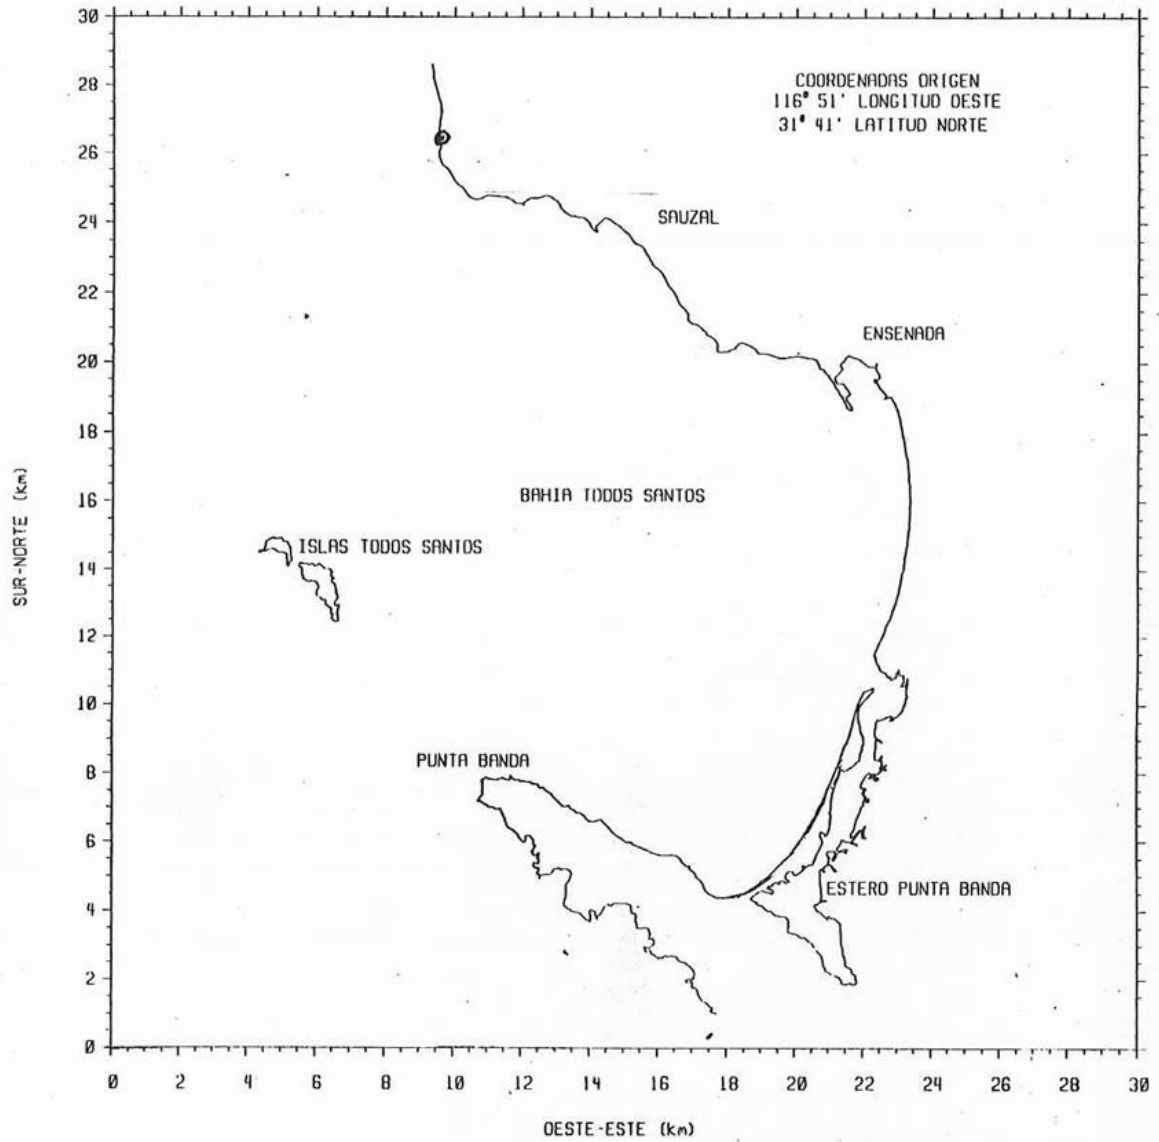 COORDENADAS ORIGEN
116° 51' LONGITUD OESTE
31° 41' LATITUD NORTE
SAUZAL
ENSENADA
BAHIA TODOS SANTOS
ISLAS TODOS SANTOS
PUNTA BANDA
ESTERO PUNTA BANDA
SUR-NORTE (Km)
30
28
26
24
22
20
18
16
14
12
10
8
6
4
2
0
0 2 4 6 8 10 12 14 16 18 20 22 24 26 28 30
OESTE-ESTE (Km)